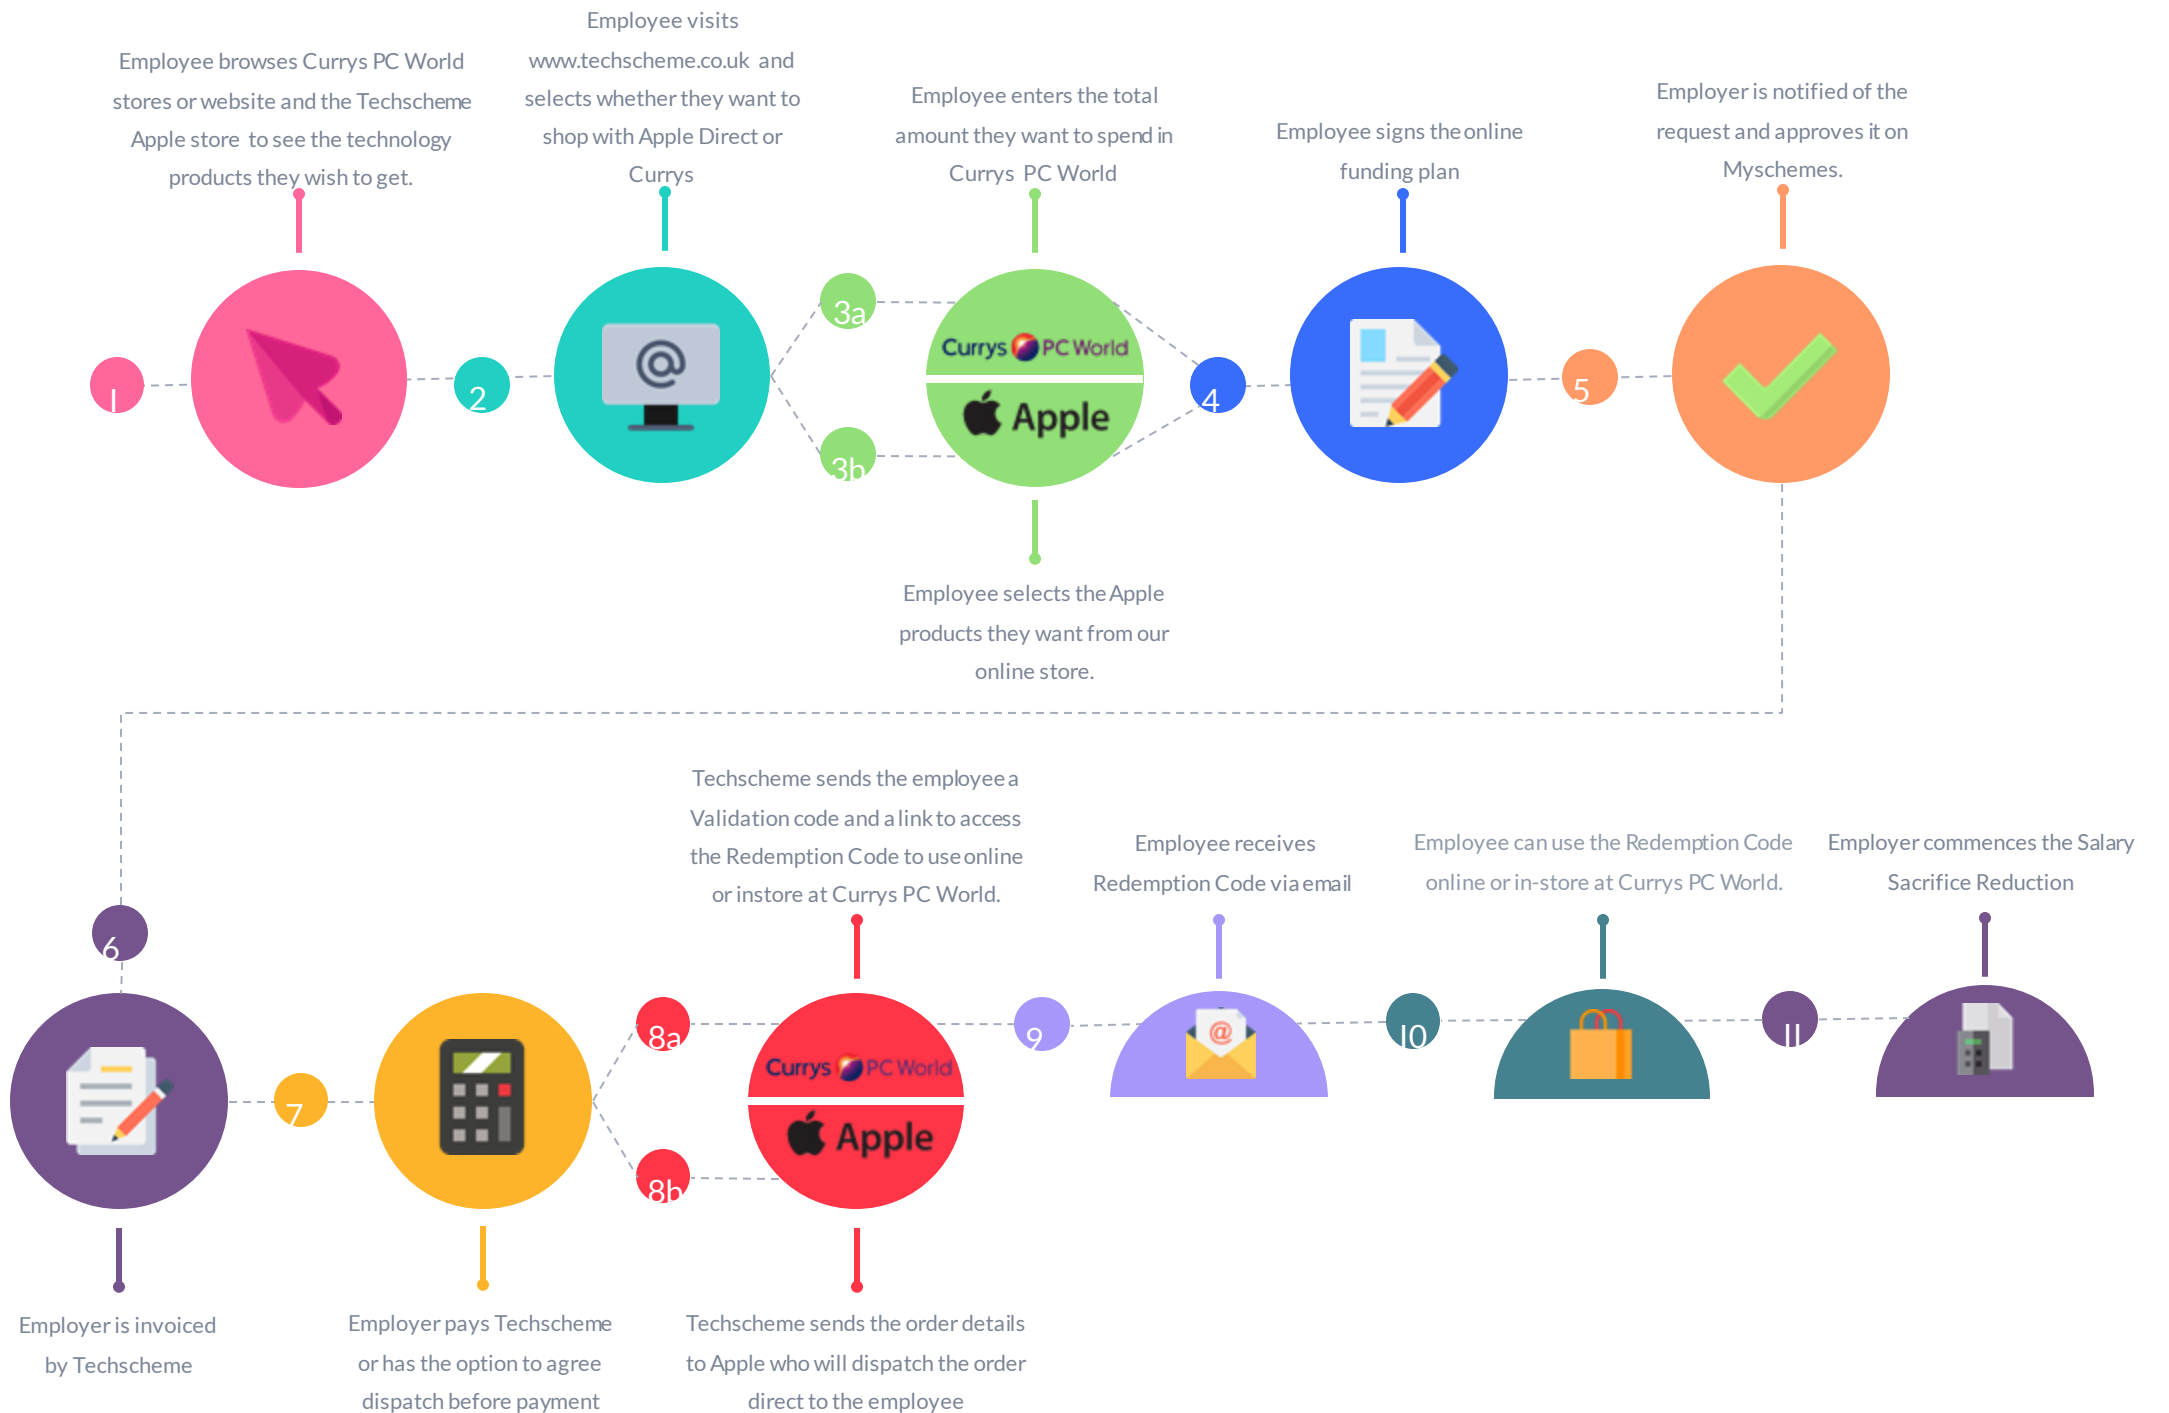 Employee browses Currys PC World
stores or website and the Techscheme
Apple store to see the technology
products they wish to get.
Employee visits
www.techscheme.co.uk and
selects whether they want to
shop with Apple Direct or
Currys
Employee enters the total
amount they want to spend in
Currys PC World
Employee signs the online
funding plan
Employer is notified of the
request and approves it on
Myschemes.
1
2
3a
3b
Currys PC World
Apple
4
5
Employee selects the Apple
products they want from our
online store.
Techscheme sends the employee a
Validation code and a link to access
the Redemption Code to use online
or instore at Currys PC World.
Employee receives
Redemption Code via email
Employee can use the Redemption Code
online or in-store at Currys PC World.
Employer commences the Salary
Sacrifice Reduction
6
7
8a
8b
Currys PC World
Apple
9
10
11
Employer is invoiced
by Techscheme
Employer pays Techscheme
or has the option to agree
dispatch before payment
Techscheme sends the order details
to Apple who will dispatch the order
direct to the employee